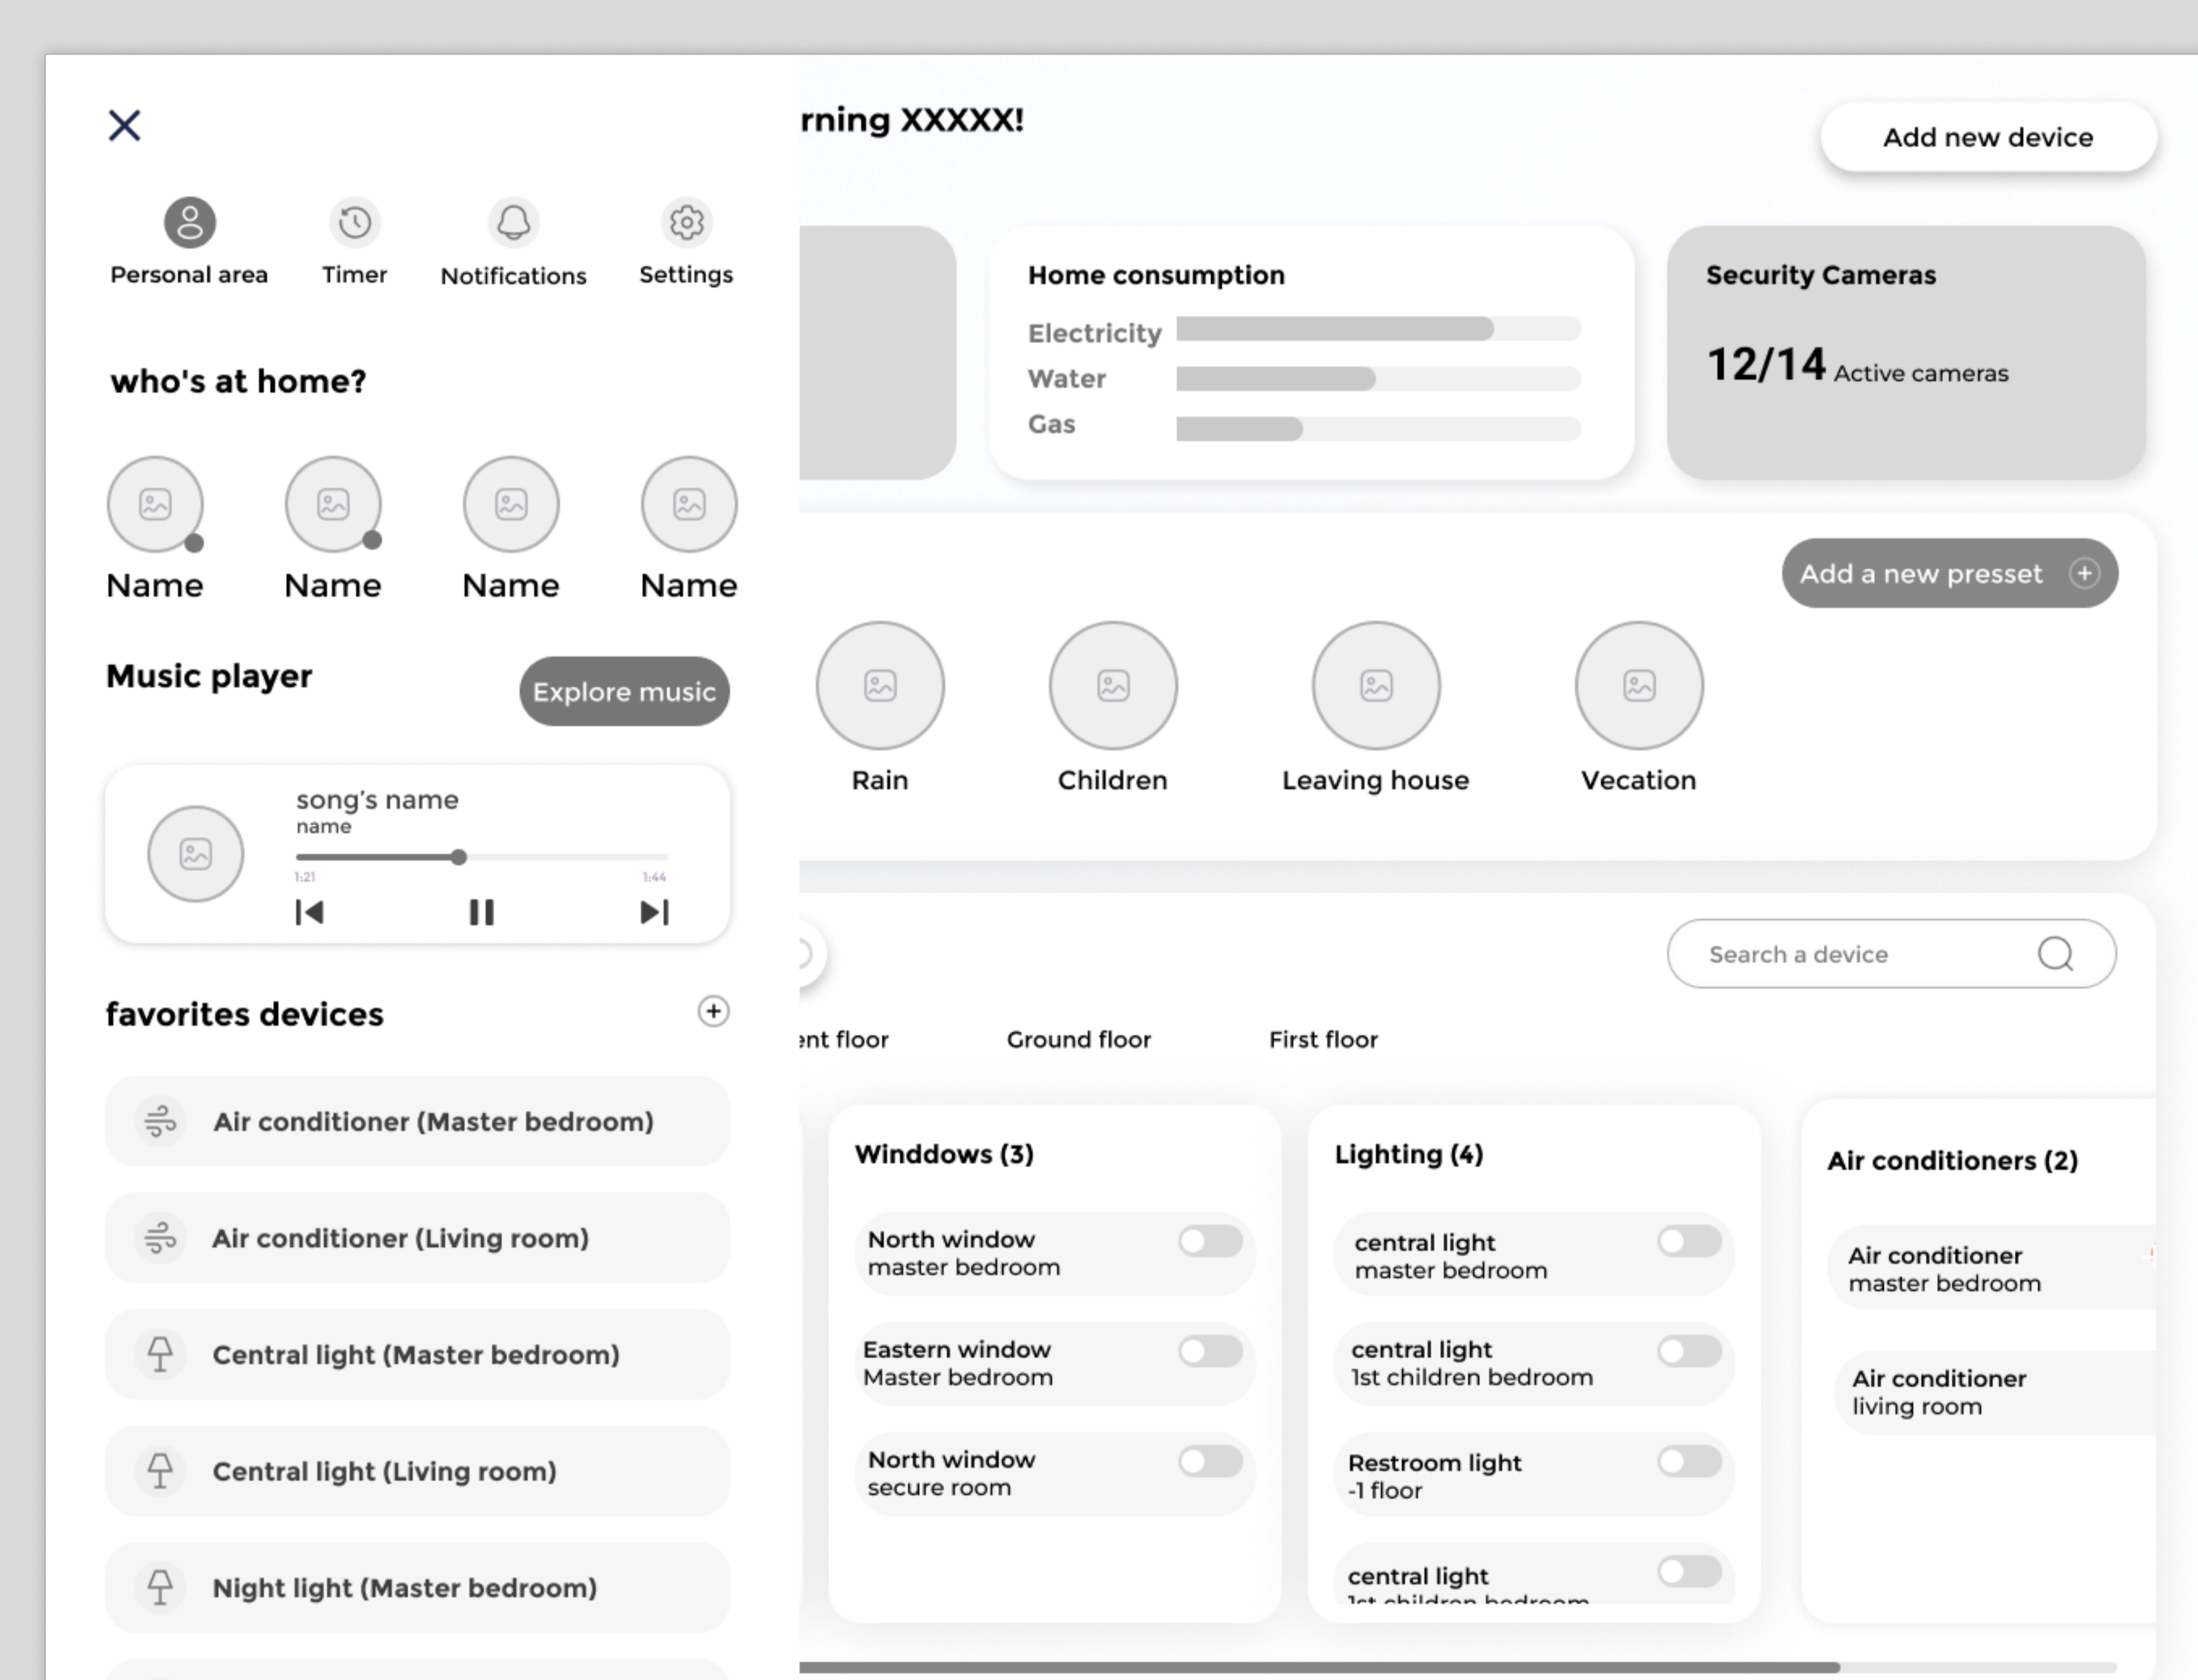 rning XXXXX!
Add new device
Personal area
Timer
Notifications
Settings
who's at home?
Name
Name
Name
Name
Music player
Explore music
song's name
name
1:21
1:44
favorites devices
Air conditioner (Master bedroom)
Air conditioner (Living room)
Central light (Master bedroom)
Central light (Living room)
Night light (Master bedroom)
Home consumption
Electricity
Water
Gas
Security Cameras
12/14 Active cameras
Add a new presset
Rain
Children
Leaving house
Vecation
Search a device
ent floor
Ground floor
First floor
Winddows (3)
North window
master bedroom
Eastern window
Master bedroom
North window
secure room
Lighting (4)
central light
master bedroom
central light
1st children bedroom
Restroom light
-1 floor
central light
1st children bedroom
Air conditioners (2)
Air conditioner
master bedroom
Air conditioner
living room